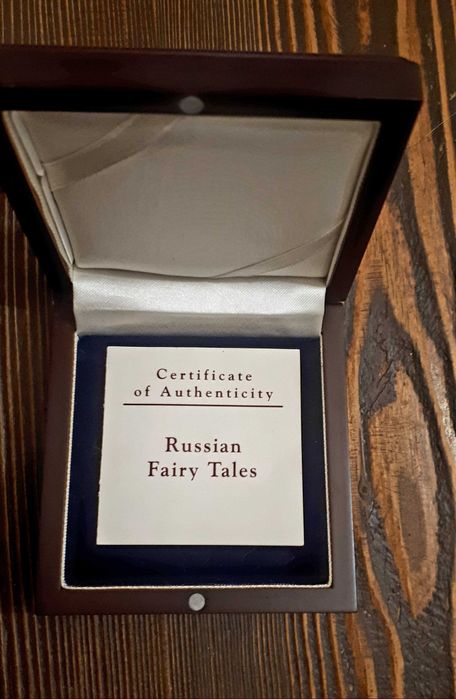 Certificate
of Authenticity
Russian
Fairy Tales